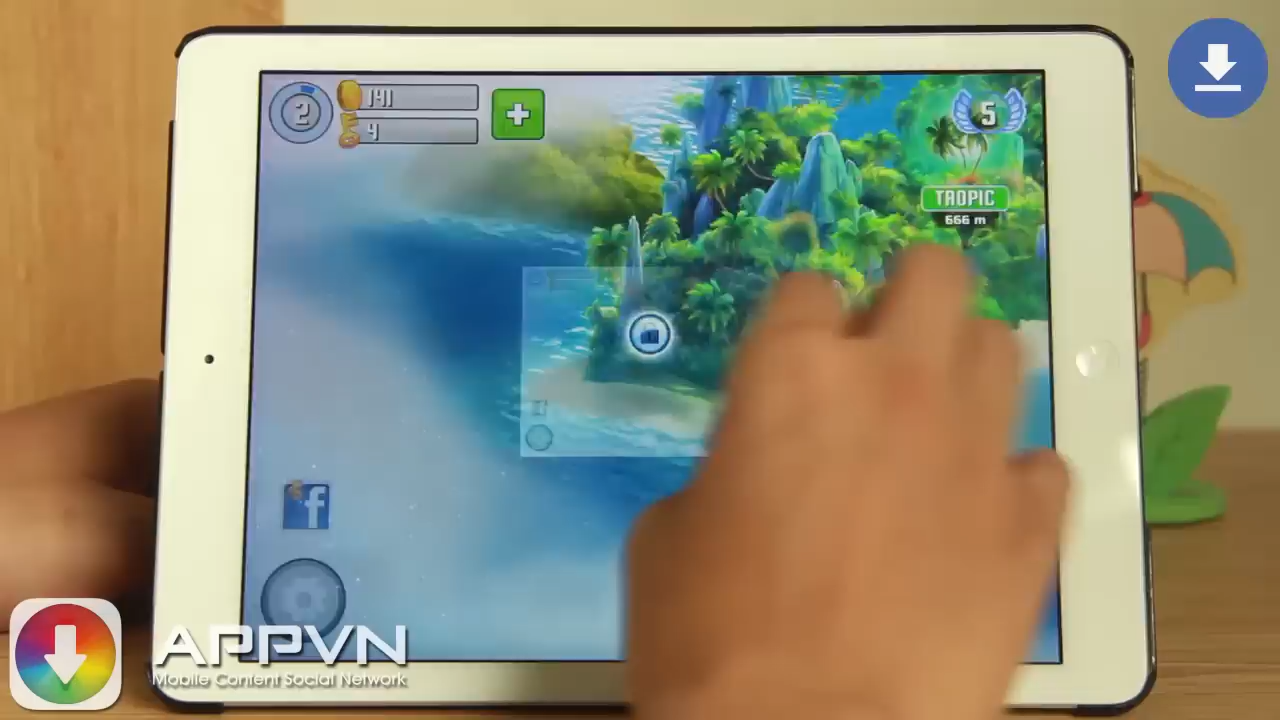 2
141
4
5
TROPIC
666 m
f
APPVN
Mobile Content Social Network